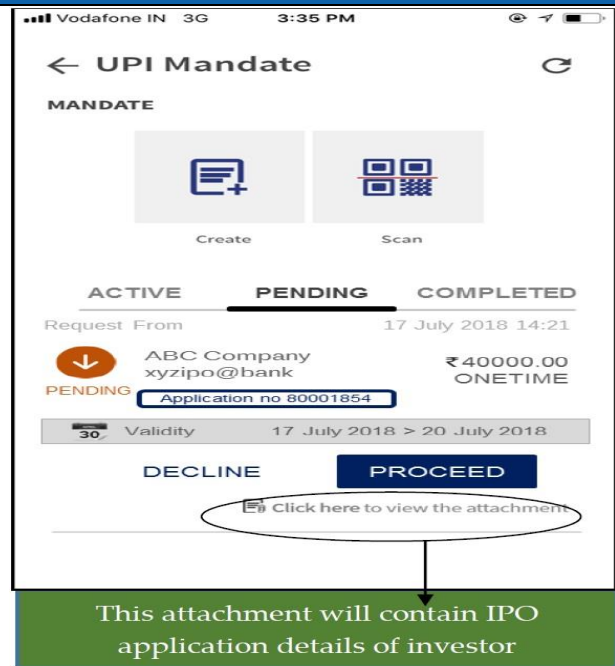 Vodafone IN 3G 3:35 PM
← UPI Mandate
MANDATE
Create Scan
ACTIVE PENDING COMPLETED
Request From 17 July 2018 14:21
ABC Company ₹40000.00
xyzipo@bank ONETIME
PENDING
Application no 80001854
30 Validity 17 July 2018 > 20 July 2018
DECLINE PROCEED
Click here to view the attachment
This attachment will contain IPO
application details of investor